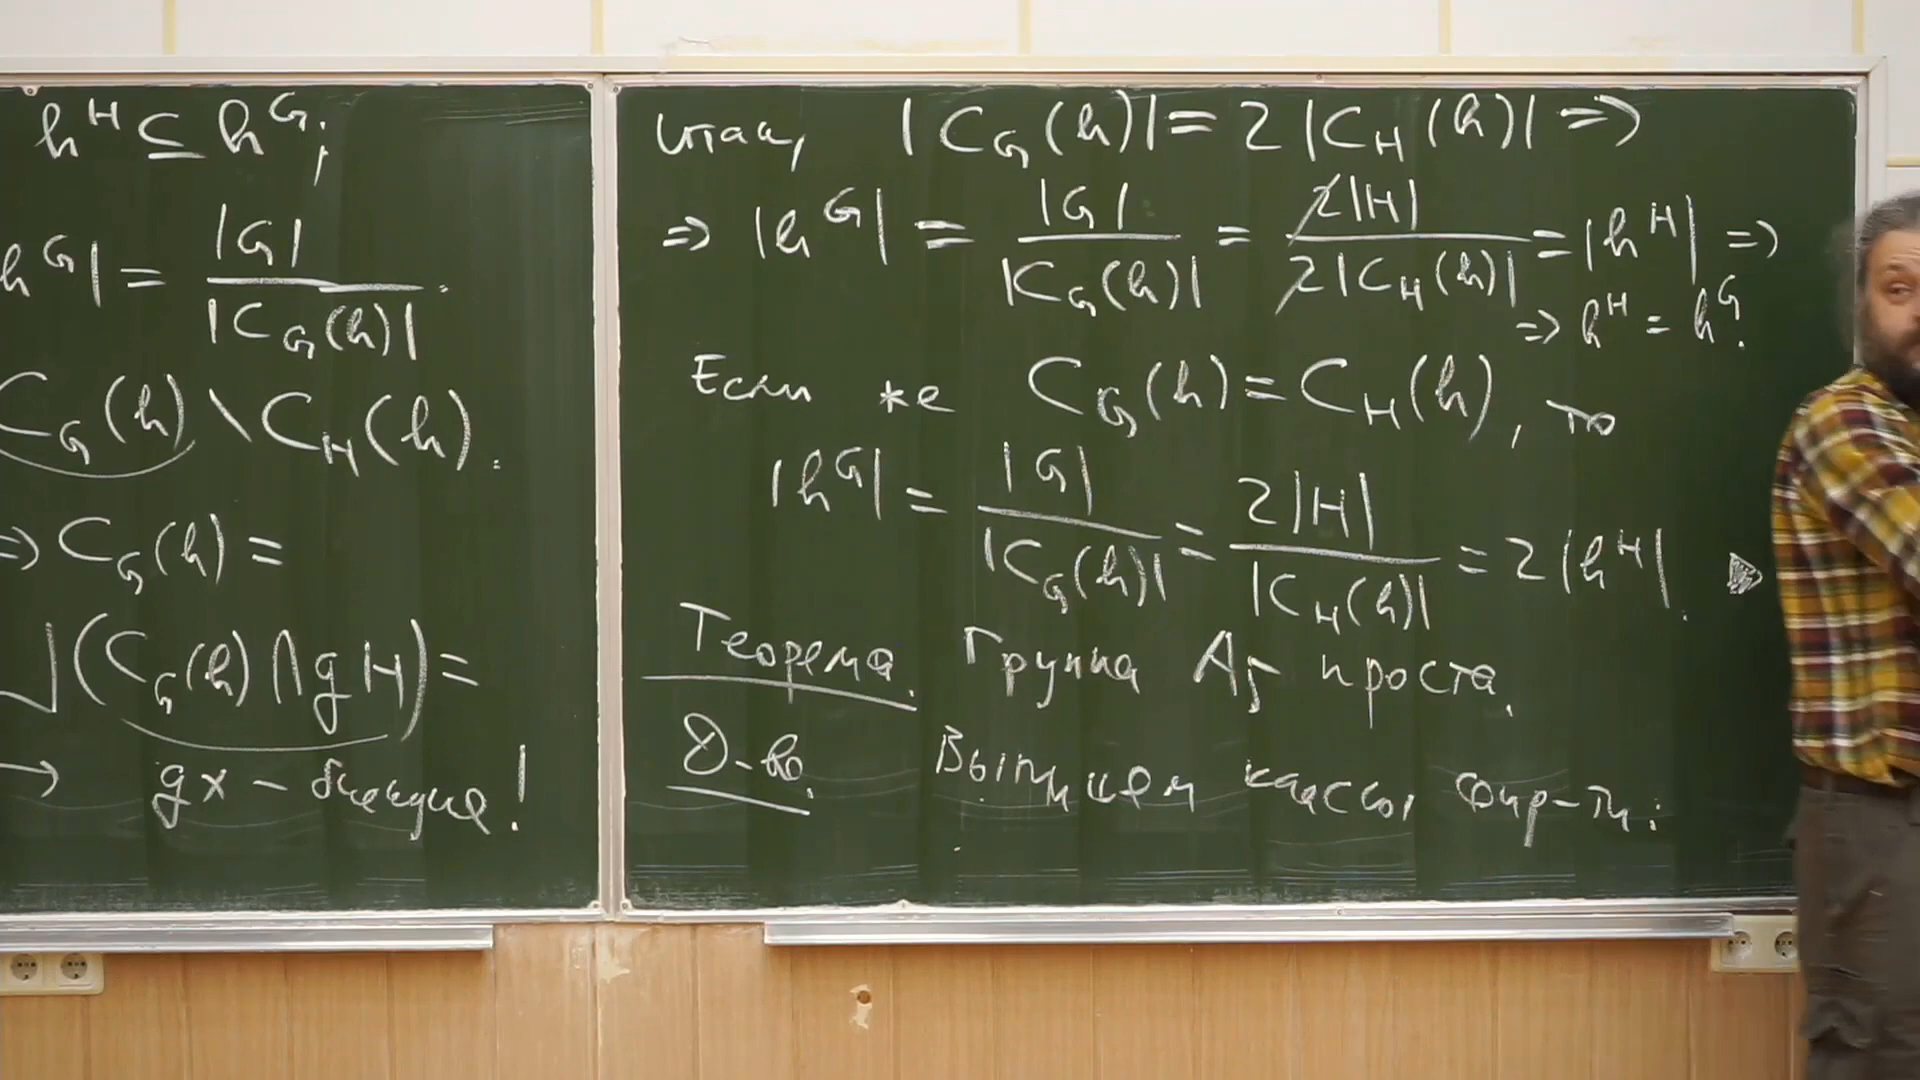 h^H ⊆ h^G;
h^G| = |G| / |C_G(h)|.
C_G(h) \ C_H(h).
⇒ C_G(h) =
(C_G(h) ∩ gH) =
→ gx – биекция!
Итак, |C_G(h)| = 2|C_H(h)| ⇒
⇒ |h^G| = |G| / |C_G(h)| = 2|H| / 2|C_H(h)| = |h^H| ⇒
⇒ h^H = h^G.
Если же C_G(h) = C_H(h), то
|h^G| = |G| / |C_G(h)| = 2|H| / |C_H(h)| = 2|h^H|.
Теорема. Группа A_5 проста.
Д-во. Выпишем классы сопр-ти: